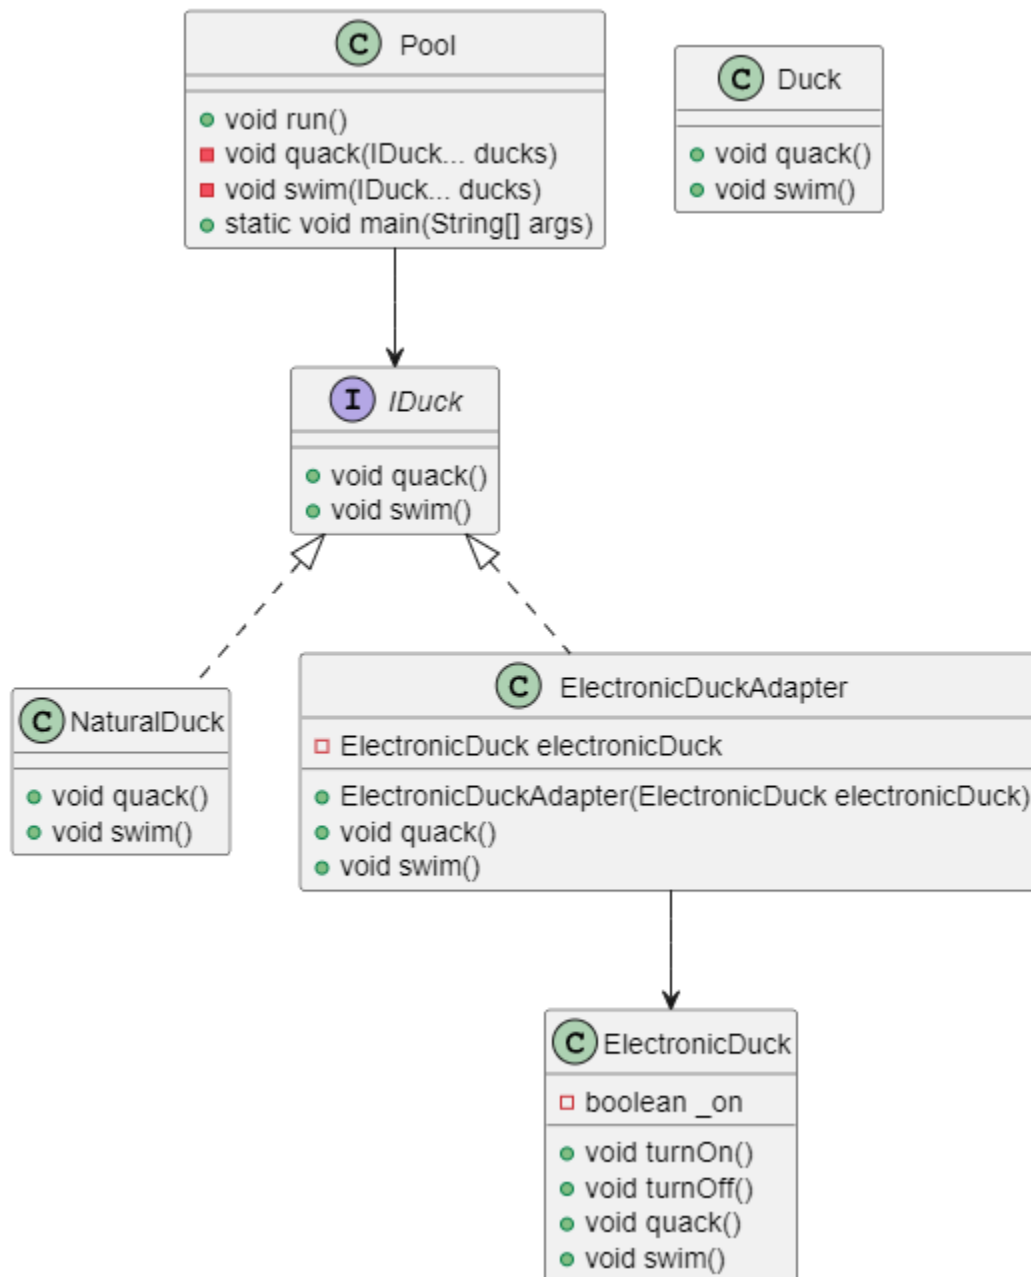 C Pool
void run()
void quack(IDuck... ducks)
void swim(IDuck... ducks)
static void main(String[] args)
C Duck
void quack()
void swim()
I IDuck
void quack()
void swim()
C NaturalDuck
void quack()
void swim()
C ElectronicDuckAdapter
ElectronicDuck electronicDuck
ElectronicDuckAdapter(ElectronicDuck electronicDuck)
void quack()
void swim()
C ElectronicDuck
boolean _on
void turnOn()
void turnOff()
void quack()
void swim()